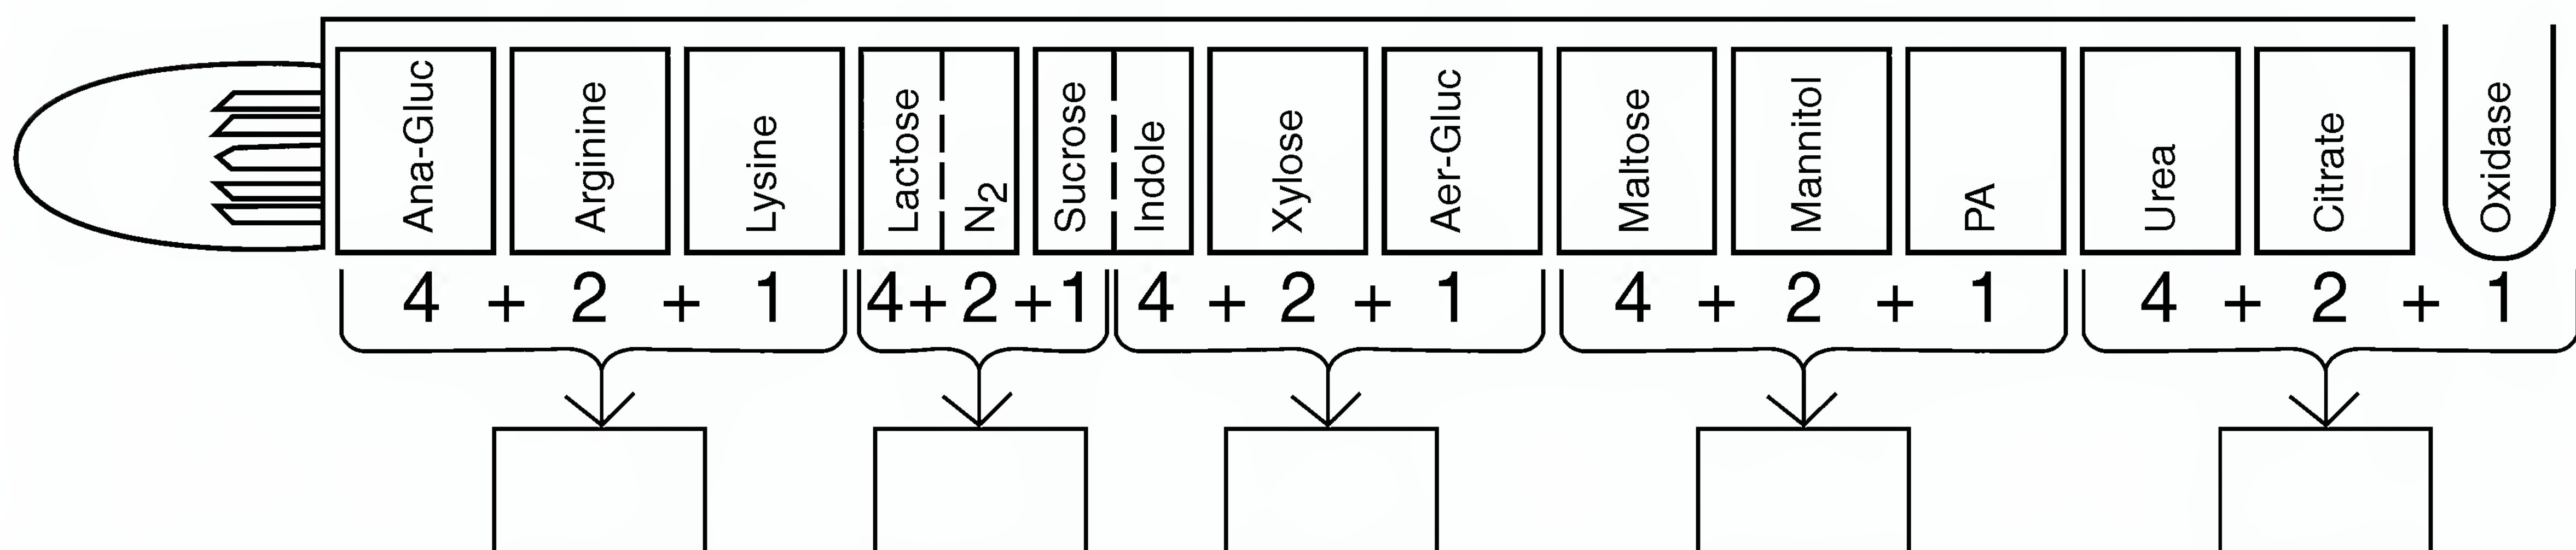 Ana-Gluc Arginine Lysine Lactose N₂ Sucrose Indole Xylose Aer-Gluc Maltose Mannitol PA Urea Citrate Oxidase
4 + 2 + 1 4+ 2 +1 4 + 2 + 1 4 + 2 + 1 4 + 2 + 1